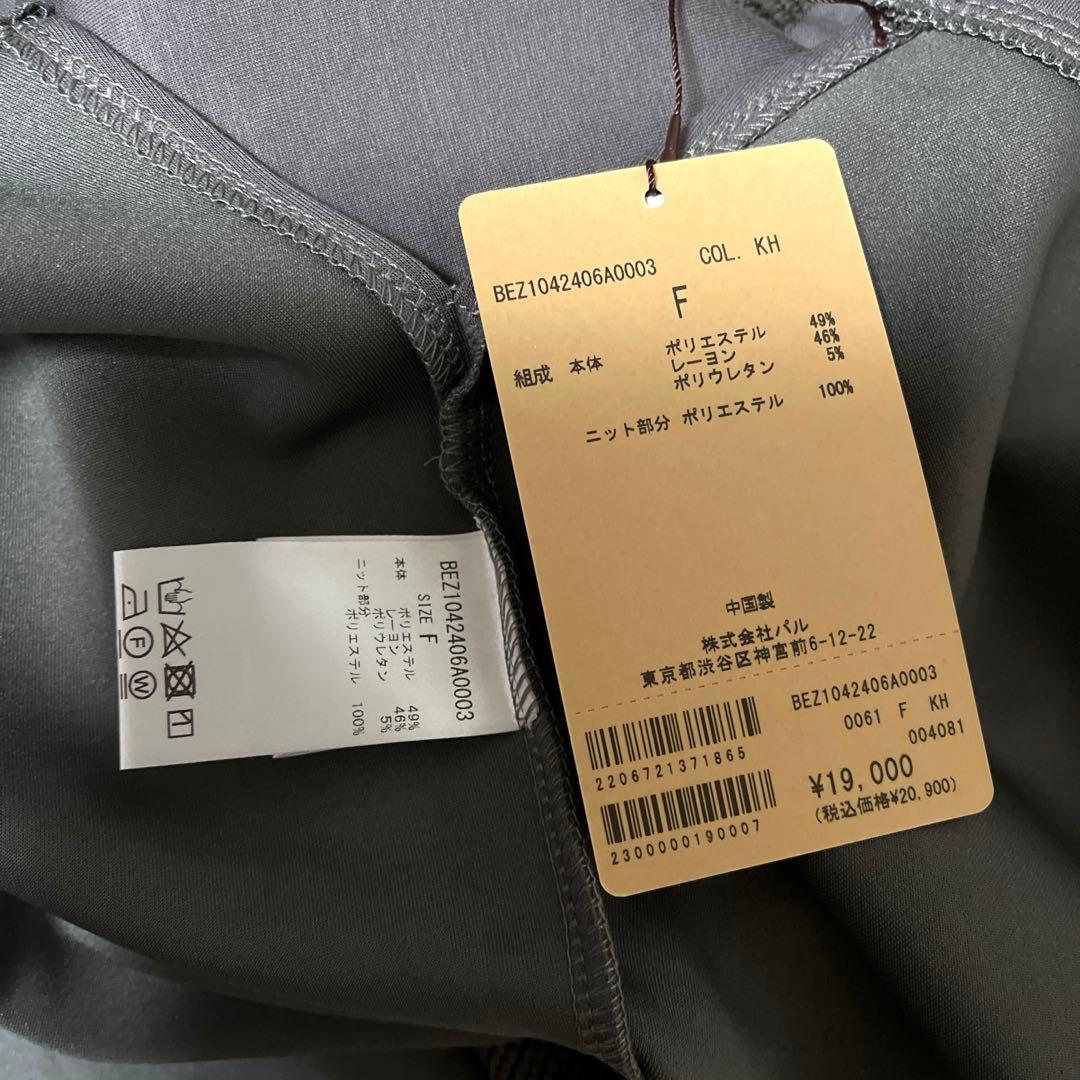 BEZ1042406A0003 COL. KH
F
組成 本体 ポリエステル 49%
レーヨン 46%
ポリウレタン 5%
ニット部分 ポリエステル 100%
中国製
株式会社パル
東京都渋谷区神宮前6-12-22
BEZ1042406A0003
0061 F KH
004081
2206721371865
¥19,000
(税込価格¥20,900)
2300000190007
BEZ1042406A0003
SIZE F
本体 ポリエステル 49%
レーヨン 46%
ポリウレタン 5%
ニット部分
ポリエステル 100%
F
W